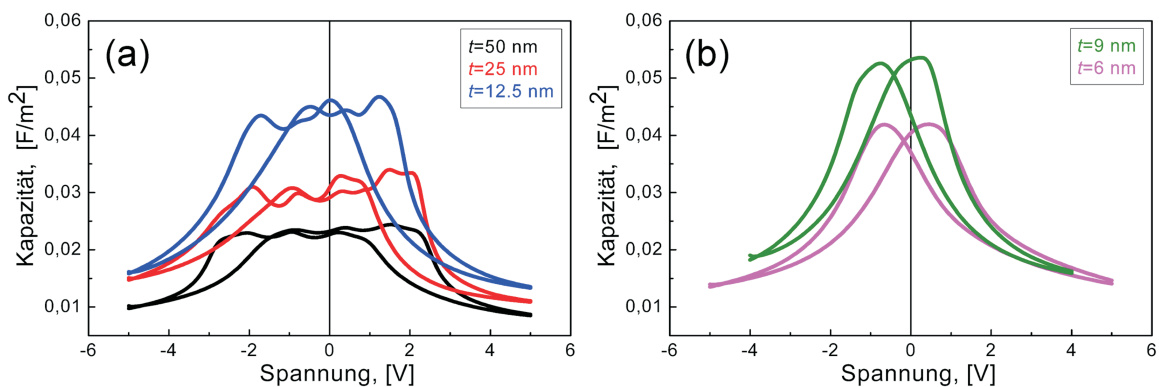 (a)
t=50 nm
t=25 nm
t=12.5 nm
Kapazität, [F/m²]
0,06
0,05
0,04
0,03
0,02
0,01
-6 -4 -2 0 2 4 6
Spannung, [V]
(b)
t=9 nm
t=6 nm
Kapazität, [F/m²]
0,06
0,05
0,04
0,03
0,02
0,01
-6 -4 -2 0 2 4 6
Spannung, [V]